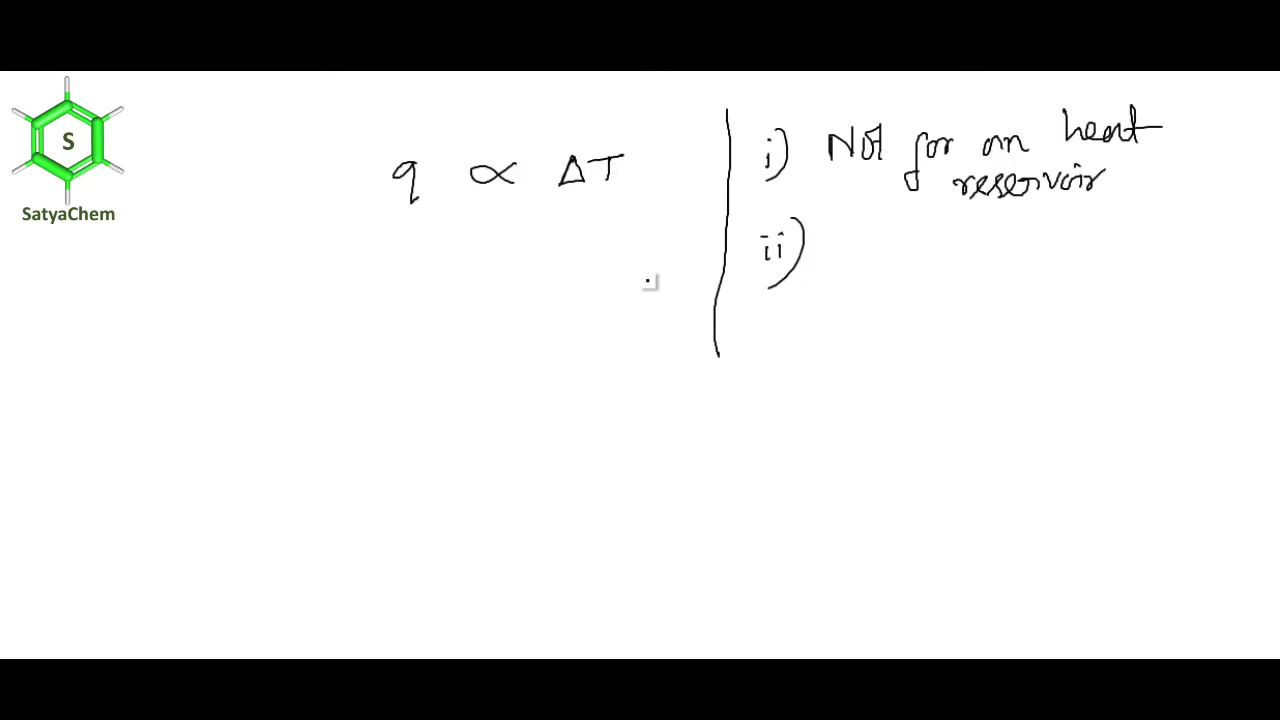 S
SatyaChem
q ∝ ΔT
i) Not for an heat
reservoir
ii)